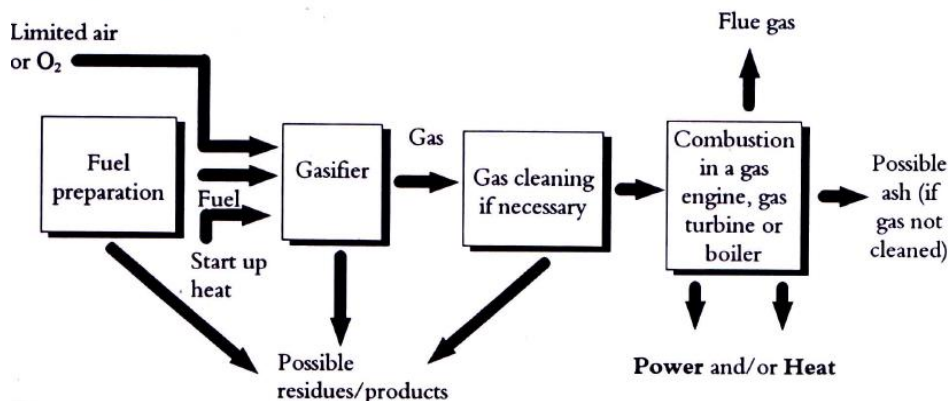 Limited air
or O₂
Flue gas
Fuel
preparation
Fuel
Start up
heat
Gasifier
Gas
Gas cleaning
if necessary
Combustion
in a gas
engine, gas
turbine or
boiler
Possible
ash (if
gas not
cleaned)
Possible
residues/products
Power and/or Heat